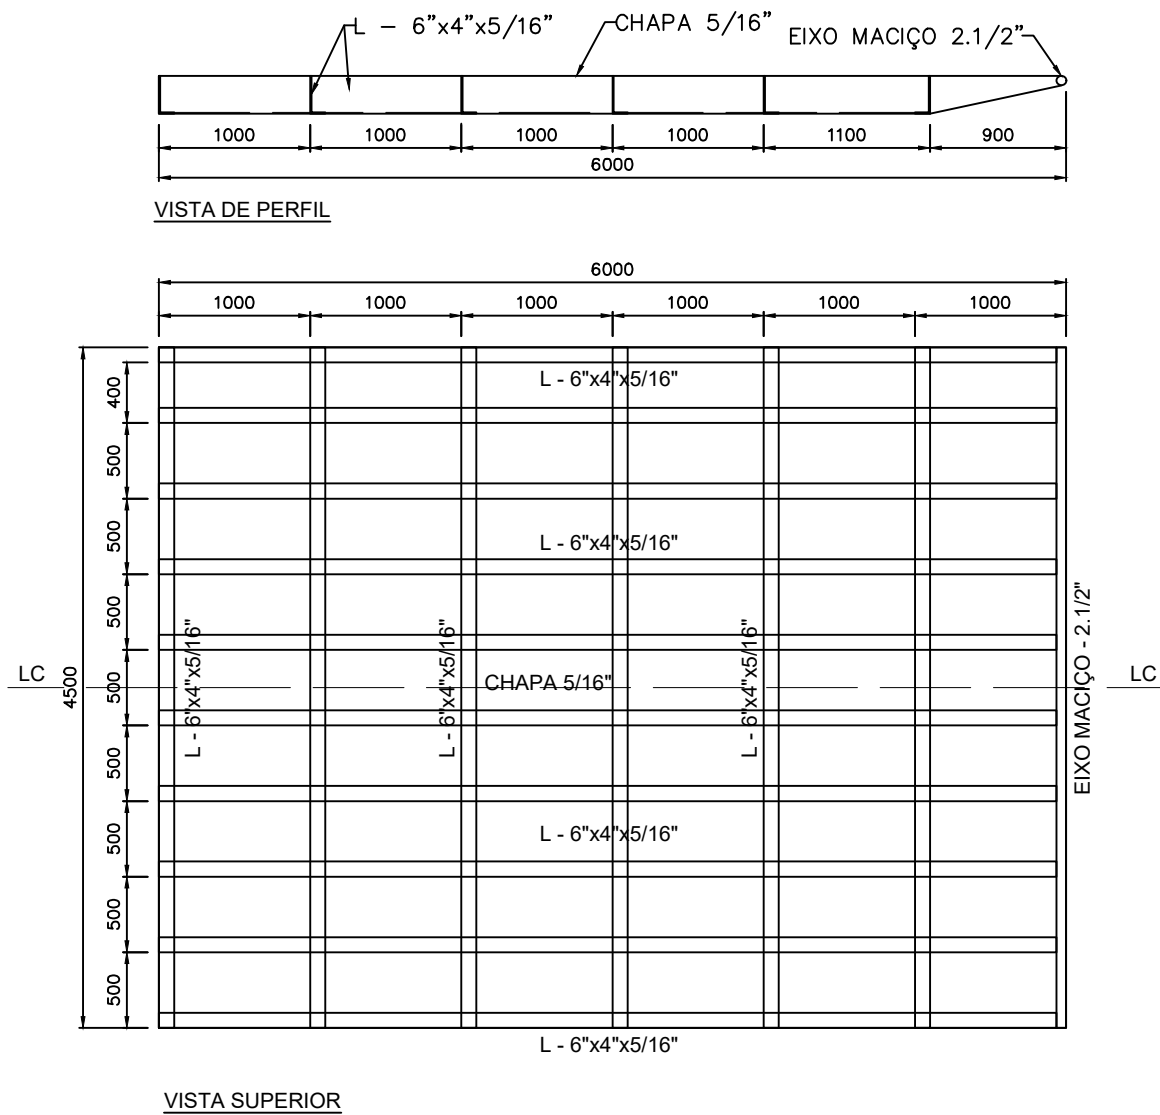 L - 6"x4"x5/16"
CHAPA 5/16"
EIXO MACIÇO 2.1/2"
1000 1000 1000 1000 1100 900
6000
VISTA DE PERFIL
6000
1000 1000 1000 1000 1000 1000
400
L - 6"x4"x5/16"
500
500
L - 6"x4"x5/16"
500
LC
4500
500
L - 6"x4"x5/16"
L - 6"x4"x5/16"
CHAPA 5/16"
L - 6"x4"x5/16"
EIXO MACIÇO - 2.1/2"
LC
500
500
L - 6"x4"x5/16"
500
500
L - 6"x4"x5/16"
VISTA SUPERIOR